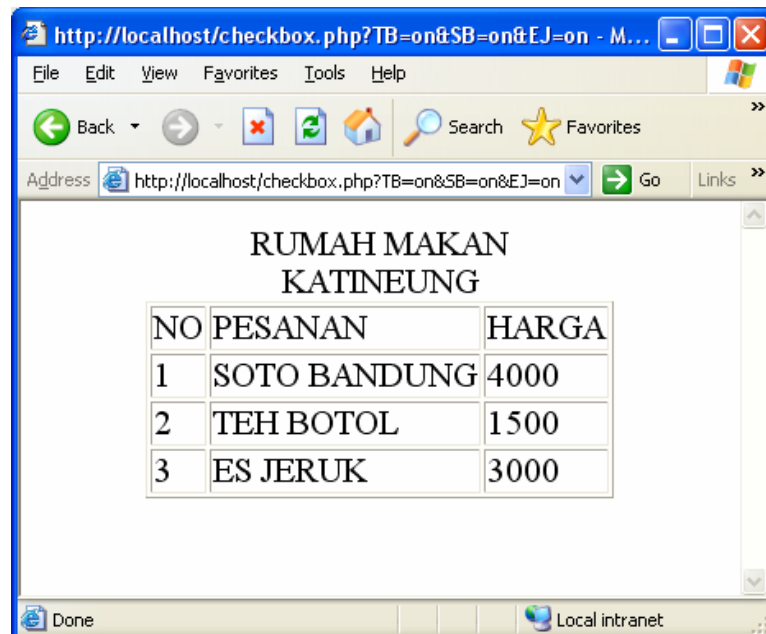 http://localhost/checkbox.php?TB=on&SB=on&EJ=on - M...
File Edit View Favorites Tools Help
Back Search Favorites »
Address http://localhost/checkbox.php?TB=on&SB=on&EJ=on Go Links »
RUMAH MAKAN
KATINEUNG
NO PESANAN HARGA
1 SOTO BANDUNG 4000
2 TEH BOTOL 1500
3 ES JERUK 3000
Done Local intranet